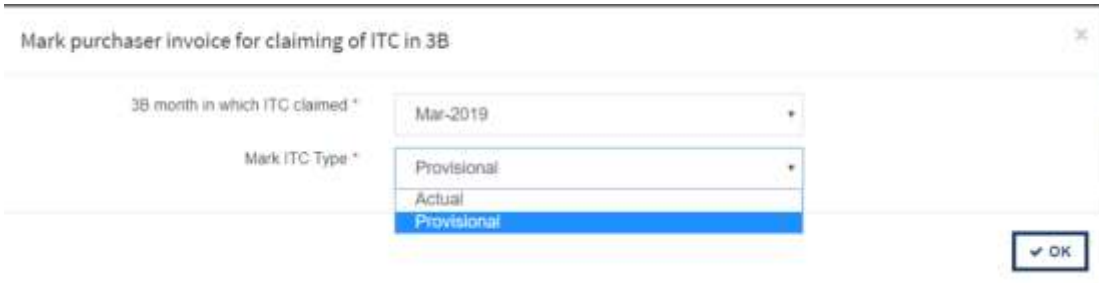 Mark purchaser invoice for claiming of ITC in 3B
×
3B month in which ITC claimed *
Mar-2019
Mark ITC Type *
Provisional
Actual
Provisional
✔ OK